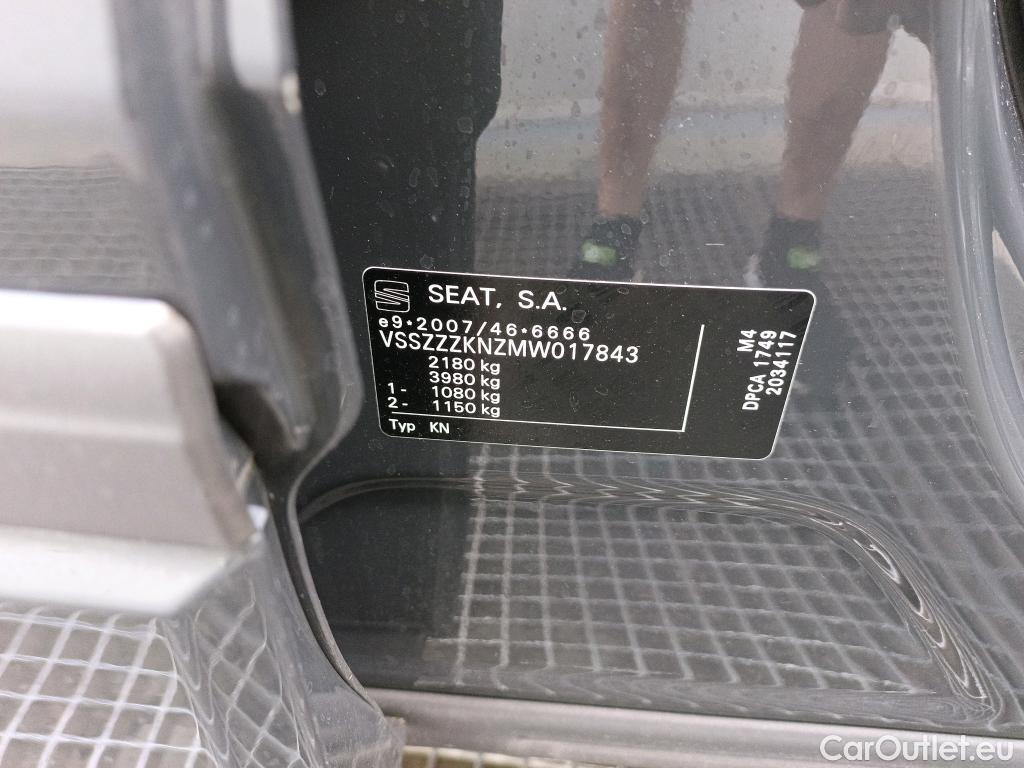 SEAT, S.A.
e9*2007/46*6666
VSSZZZKNZMW017843
2180 kg
3980 kg
1- 1080 kg
2- 1150 kg
Typ KN
M4
DPCA 1749
2034117
CarOutlet.eu